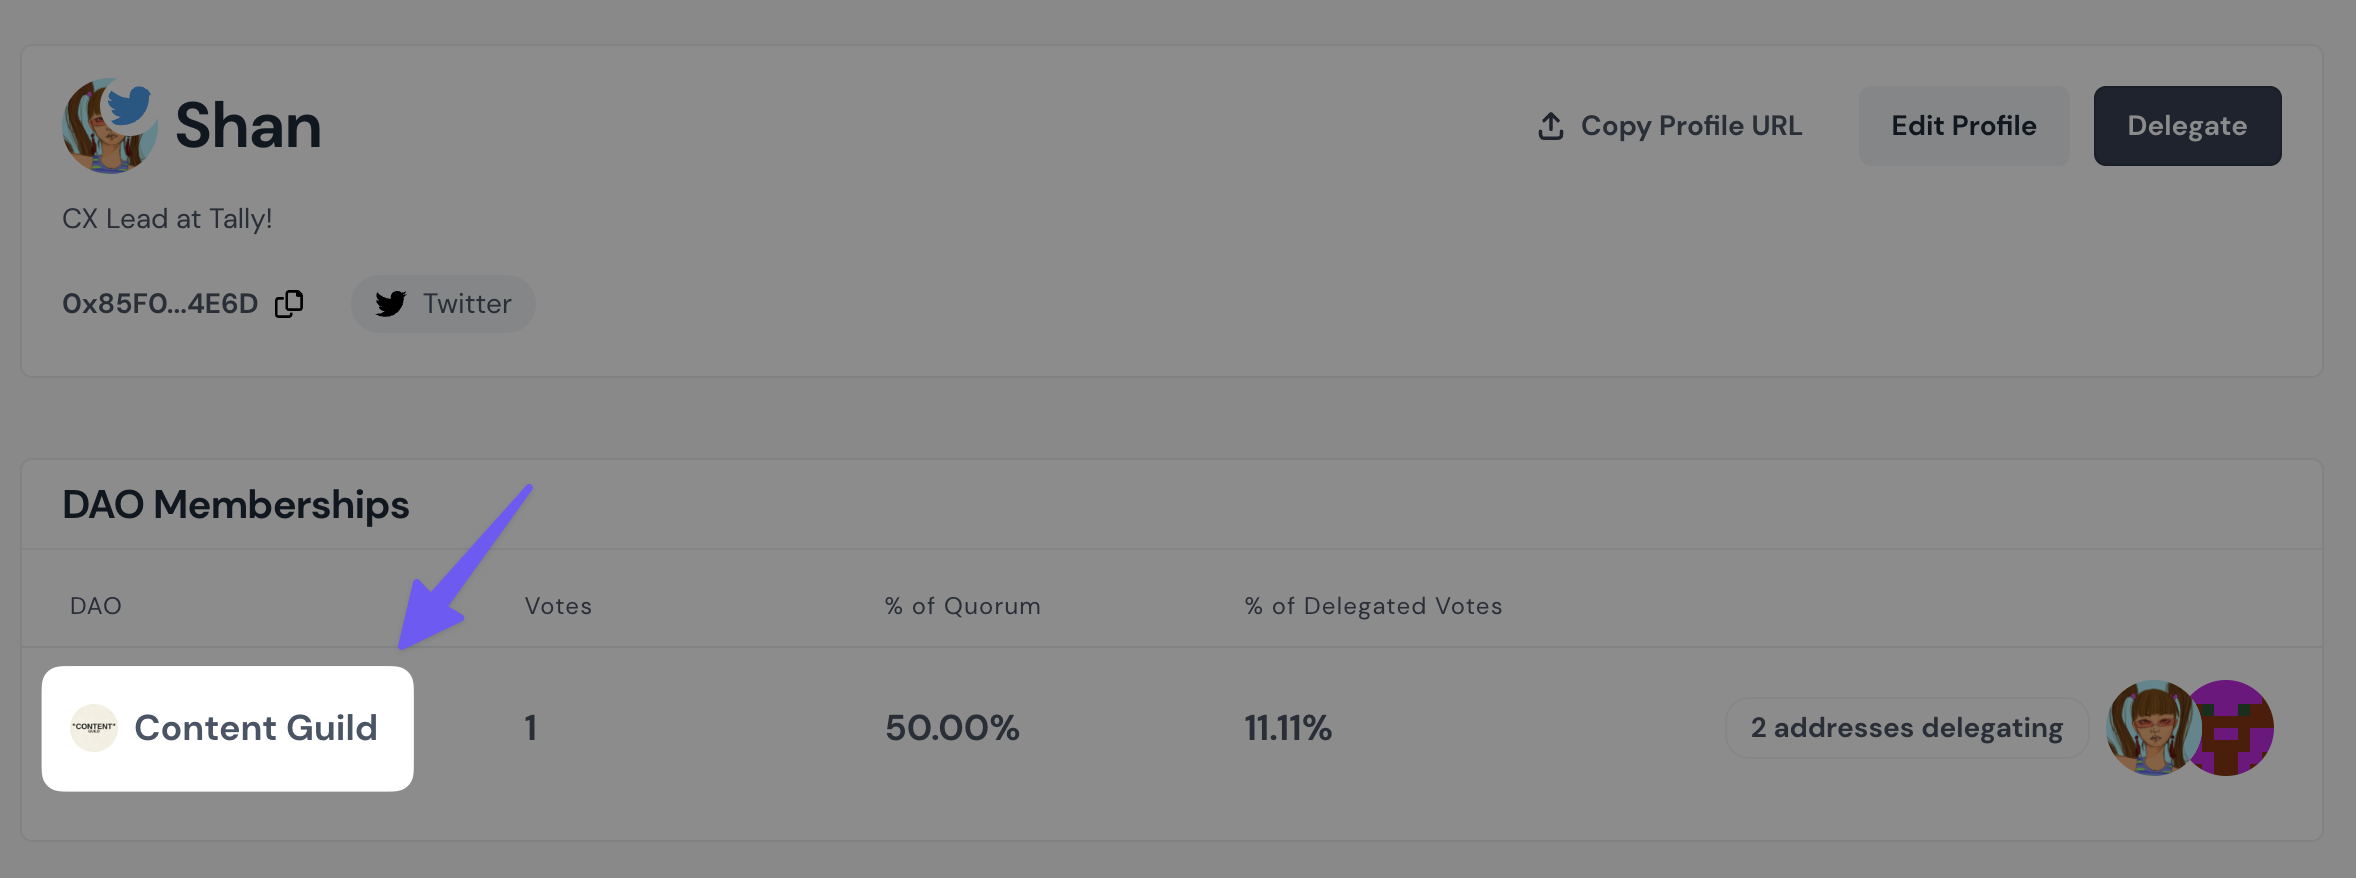 Shan
Copy Profile URL
Edit Profile
Delegate
CX Lead at Tally!
0x85F0...4E6D
Twitter
DAO Memberships
DAO
Votes
% of Quorum
% of Delegated Votes
*CONTENT*
GUILD
Content Guild
1
50.00%
11.11%
2 addresses delegating